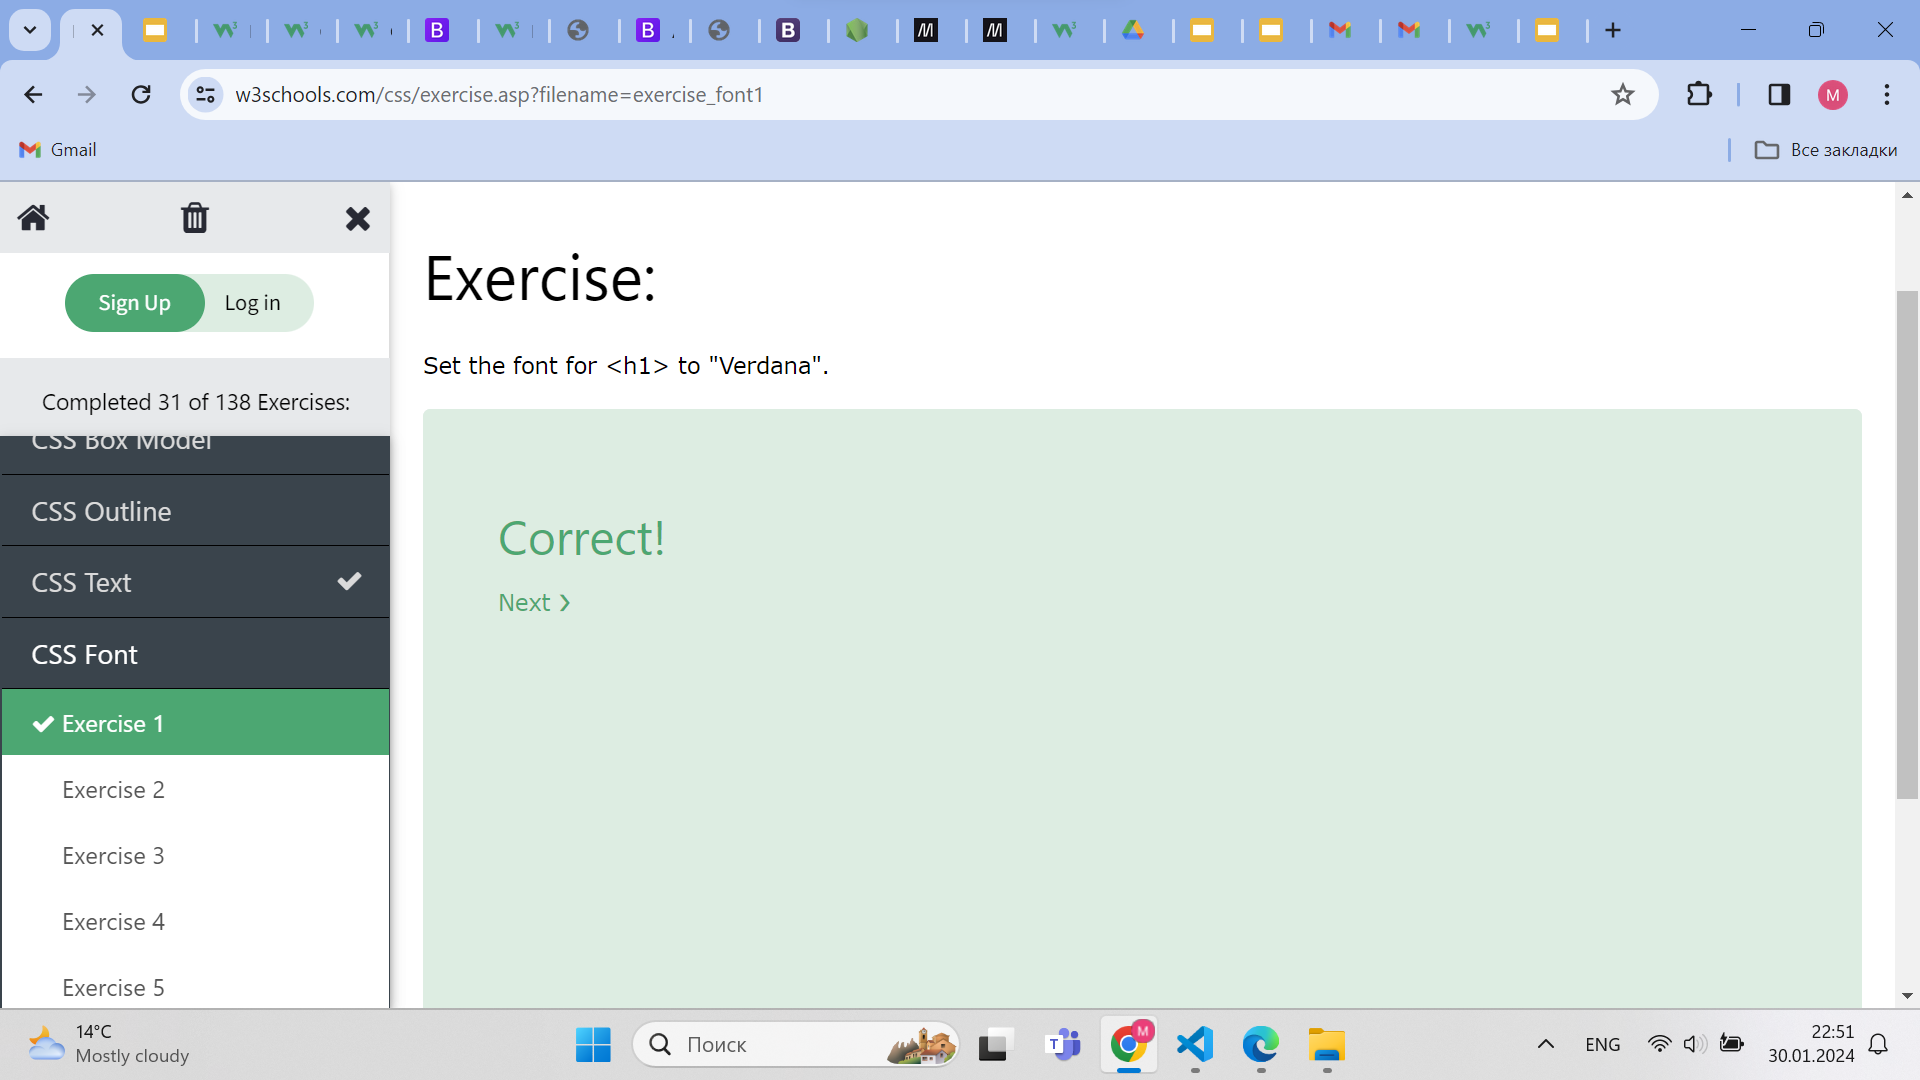 w3schools.com/css/exercise.asp?filename=exercise_font1
M
Gmail
Все закладки
Sign Up
Log in
Completed 31 of 138 Exercises:
CSS Box Model
CSS Outline
CSS Text
CSS Font
Exercise 1
Exercise 2
Exercise 3
Exercise 4
Exercise 5
Exercise:
Set the font for <h1> to "Verdana".
Correct!
Next ❯
14°C
Mostly cloudy
Поиск
ENG
22:51
30.01.2024